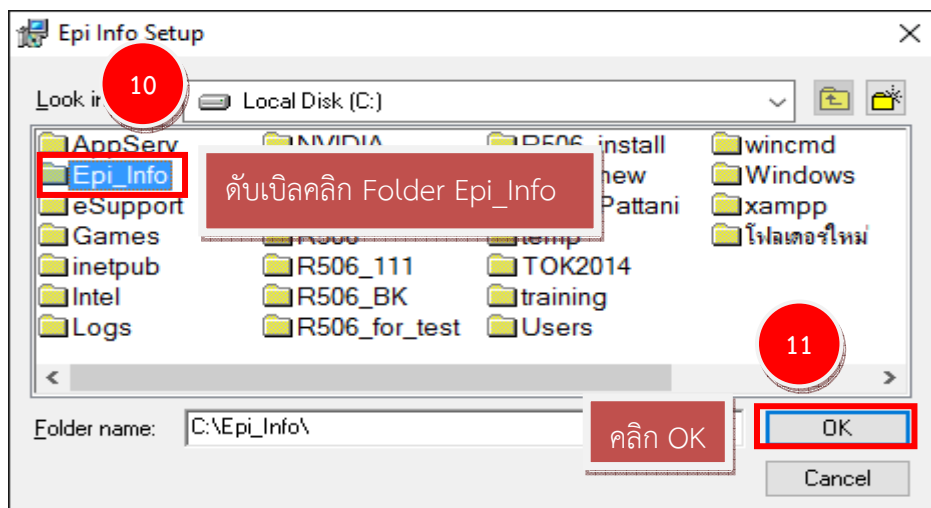 Epi Info Setup
10
Local Disk (C:)
AppServ
Epi_Info
eSupport
Games
inetpub
Intel
Logs
NVIDIA
R506
R506_111
R506_BK
R506_for_test
R506_install
new
Pattani
temp
TOK2014
training
Users
wincmd
Windows
xampp
โฟลเดอร์ใหม่
ดับเบิลคลิก Folder Epi_Info
11
Folder name: C:\Epi_Info\
คลิก OK
OK
Cancel